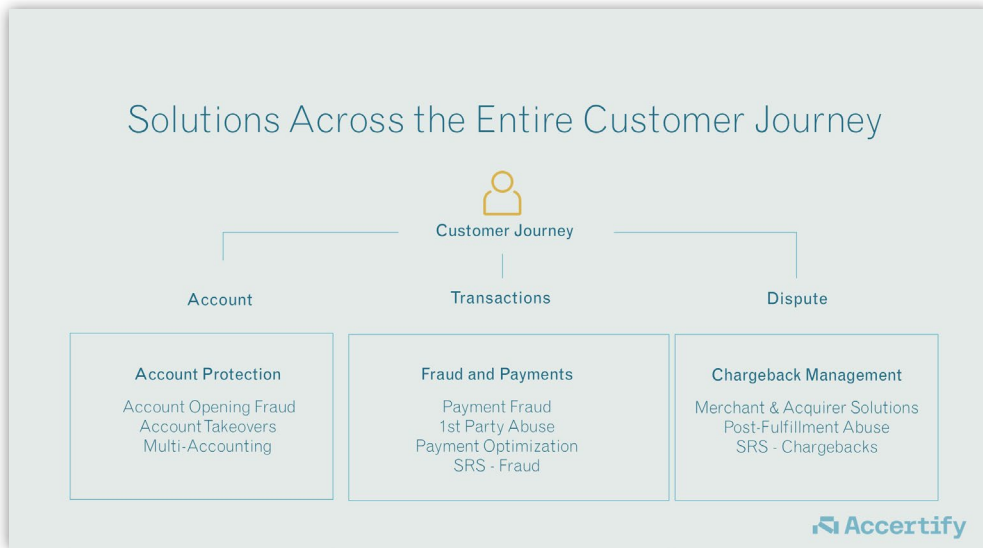 Solutions Across the Entire Customer Journey
Customer Journey
Account
Transactions
Dispute
Account Protection
Account Opening Fraud
Account Takeovers
Multi-Accounting
Fraud and Payments
Payment Fraud
1st Party Abuse
Payment Optimization
SRS - Fraud
Chargeback Management
Merchant & Acquirer Solutions
Post-Fulfillment Abuse
SRS - Chargebacks
Accertify